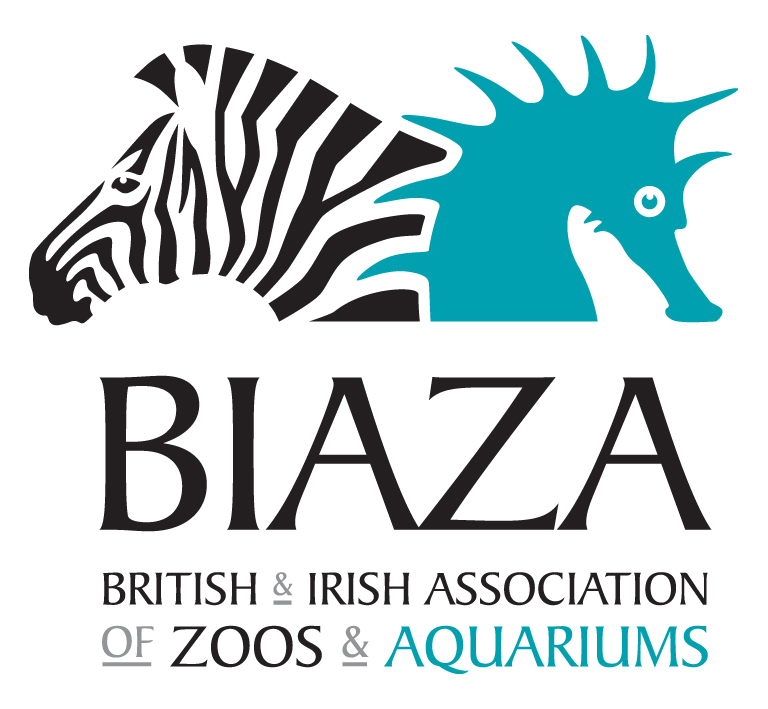 BIAZA
BRITISH & IRISH ASSOCIATION
OF ZOOS & AQUARIUMS